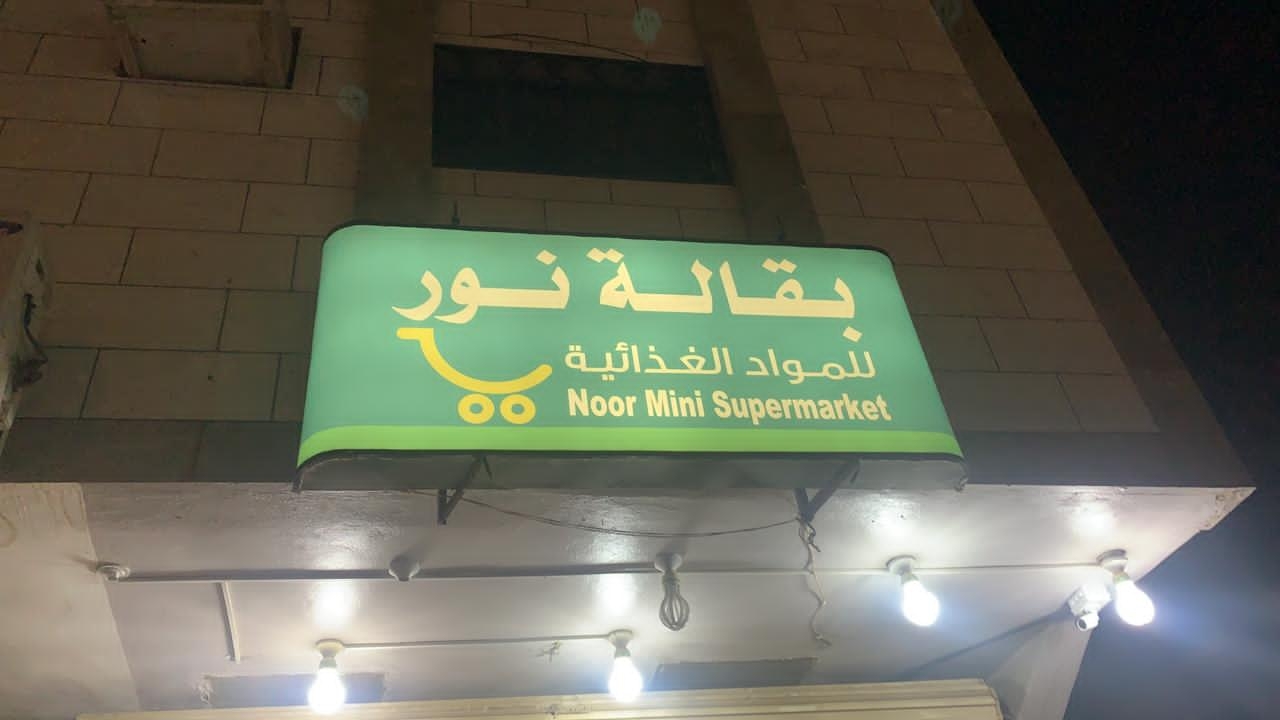 بقالة نور
للمواد الغذائية
Noor Mini Supermarket